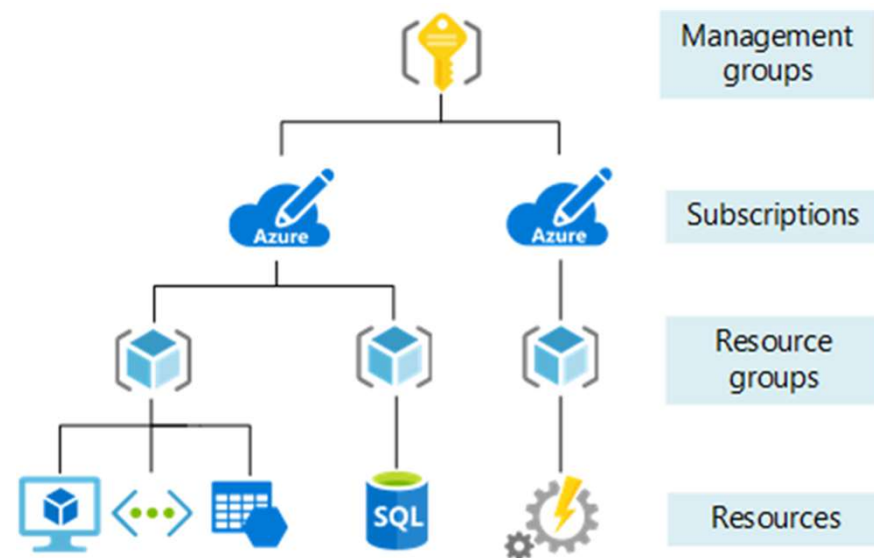 Management
groups
Azure
Azure
Subscriptions
Resource
groups
SQL
Resources